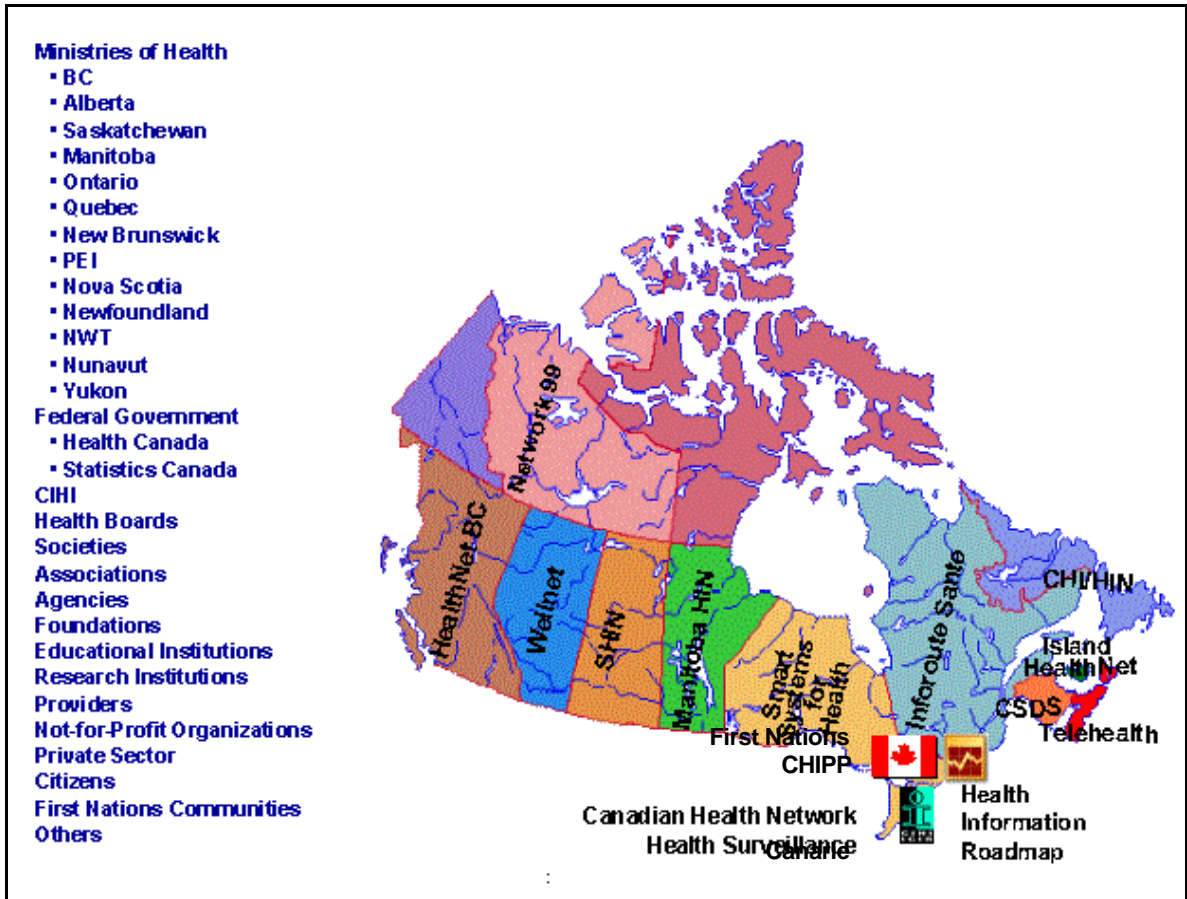 Ministries of Health
▪ BC
▪ Alberta
▪ Saskatchewan
▪ Manitoba
▪ Ontario
▪ Quebec
▪ New Brunswick
▪ PEI
▪ Nova Scotia
▪ Newfoundland
▪ NWT
▪ Nunavut
▪ Yukon
Federal Government
▪ Health Canada
▪ Statistics Canada
CIHI
Health Boards
Societies
Associations
Agencies
Foundations
Educational Institutions
Research Institutions
Providers
Not-for-Profit Organizations
Private Sector
Citizens
First Nations Communities
Others
Network 99
HealthNet BC
Wellnet
SHIN
Manitoba HIN
Smart
Systems
for
Health
Inforoute Sante
CHI/HIN
Island
HealthNet
CSDS
Telehealth
First Nations
CHIPP
Canadian Health Network
Health Surveillance
Canarie
Health
Information
Roadmap
: